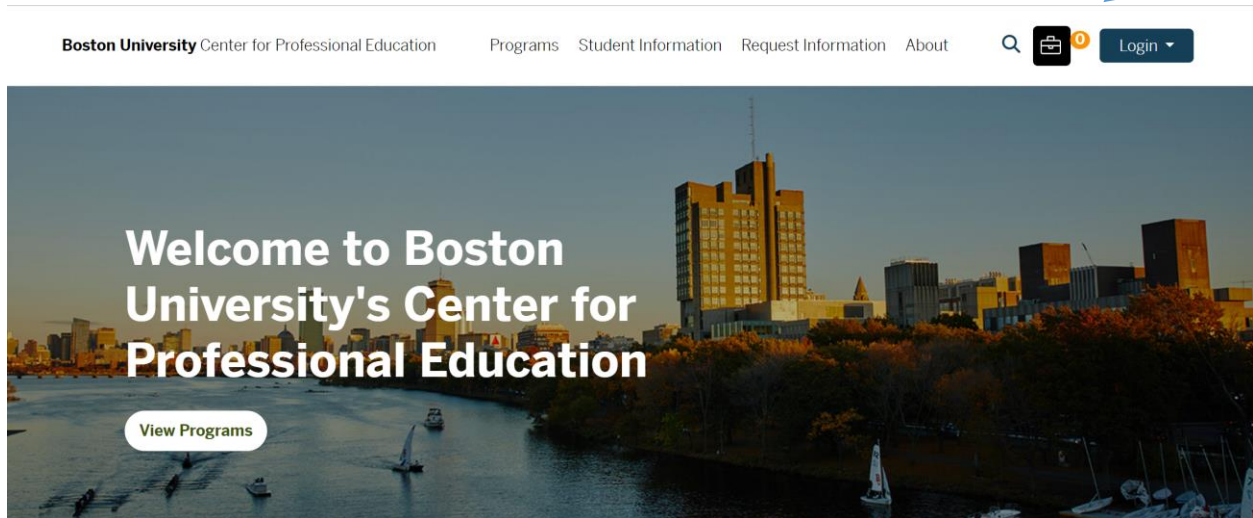 Boston University Center for Professional Education Programs Student Information Request Information About 0 Login
Welcome to Boston
University's Center for
Professional Education
View Programs